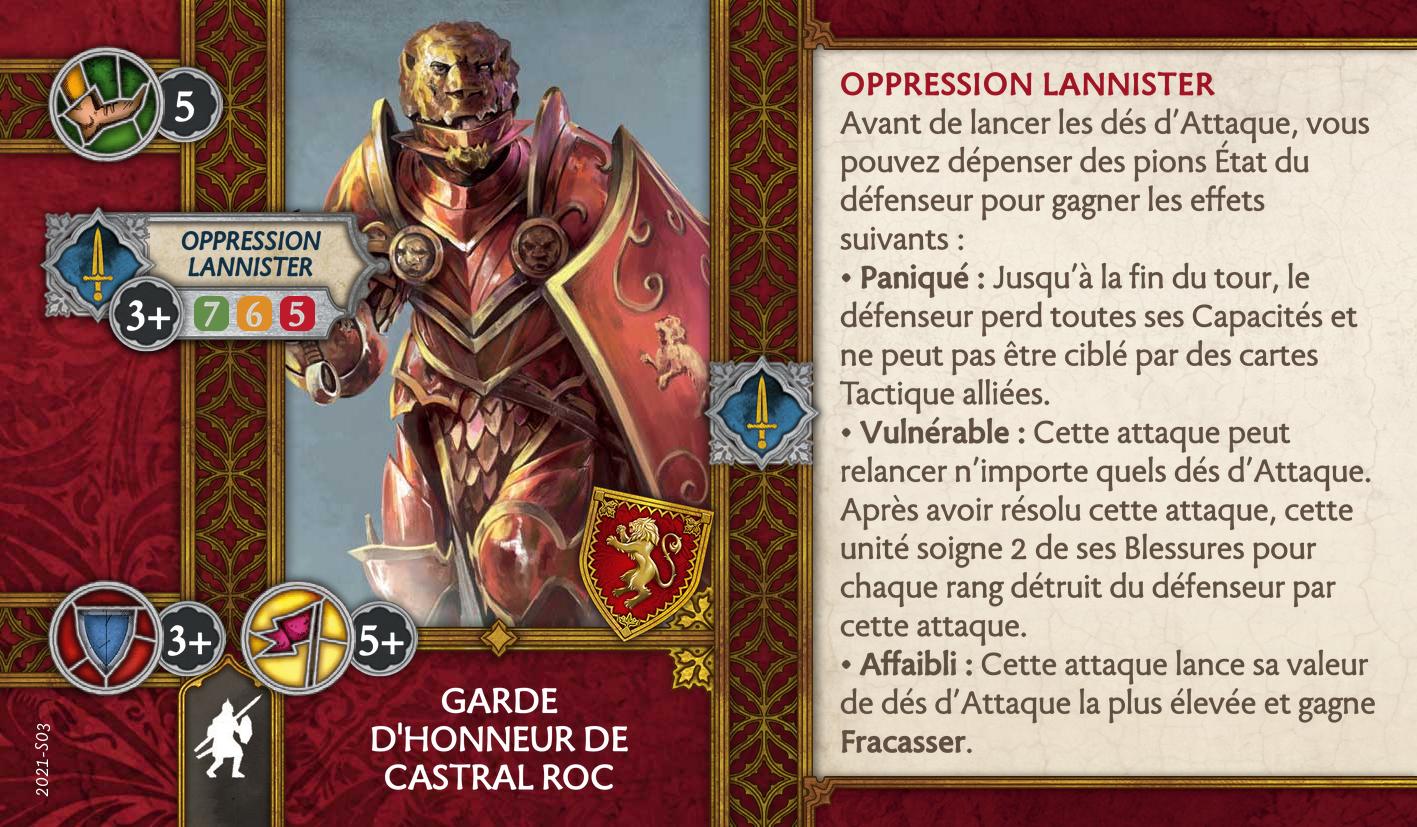 5
OPPRESSION
LANNISTER
3+
7 6 5
3+
5+
GARDE
D'HONNEUR DE
CASTRAL ROC
2021-S03
OPPRESSION LANNISTER
Avant de lancer les dés d’Attaque, vous
pouvez dépenser des pions État du
défenseur pour gagner les effets
suivants :
• Paniqué : Jusqu’à la fin du tour, le
défenseur perd toutes ses Capacités et
ne peut pas être ciblé par des cartes
Tactique alliées.
• Vulnérable : Cette attaque peut
relancer n’importe quels dés d’Attaque.
Après avoir résolu cette attaque, cette
unité soigne 2 de ses Blessures pour
chaque rang détruit du défenseur par
cette attaque.
• Affaibli : Cette attaque lance sa valeur
de dés d’Attaque la plus élevée et gagne
Fracasser.